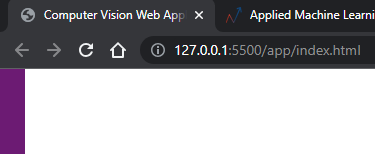 Computer Vision Web App
Applied Machine Learni
127.0.0.1:5500/app/index.html